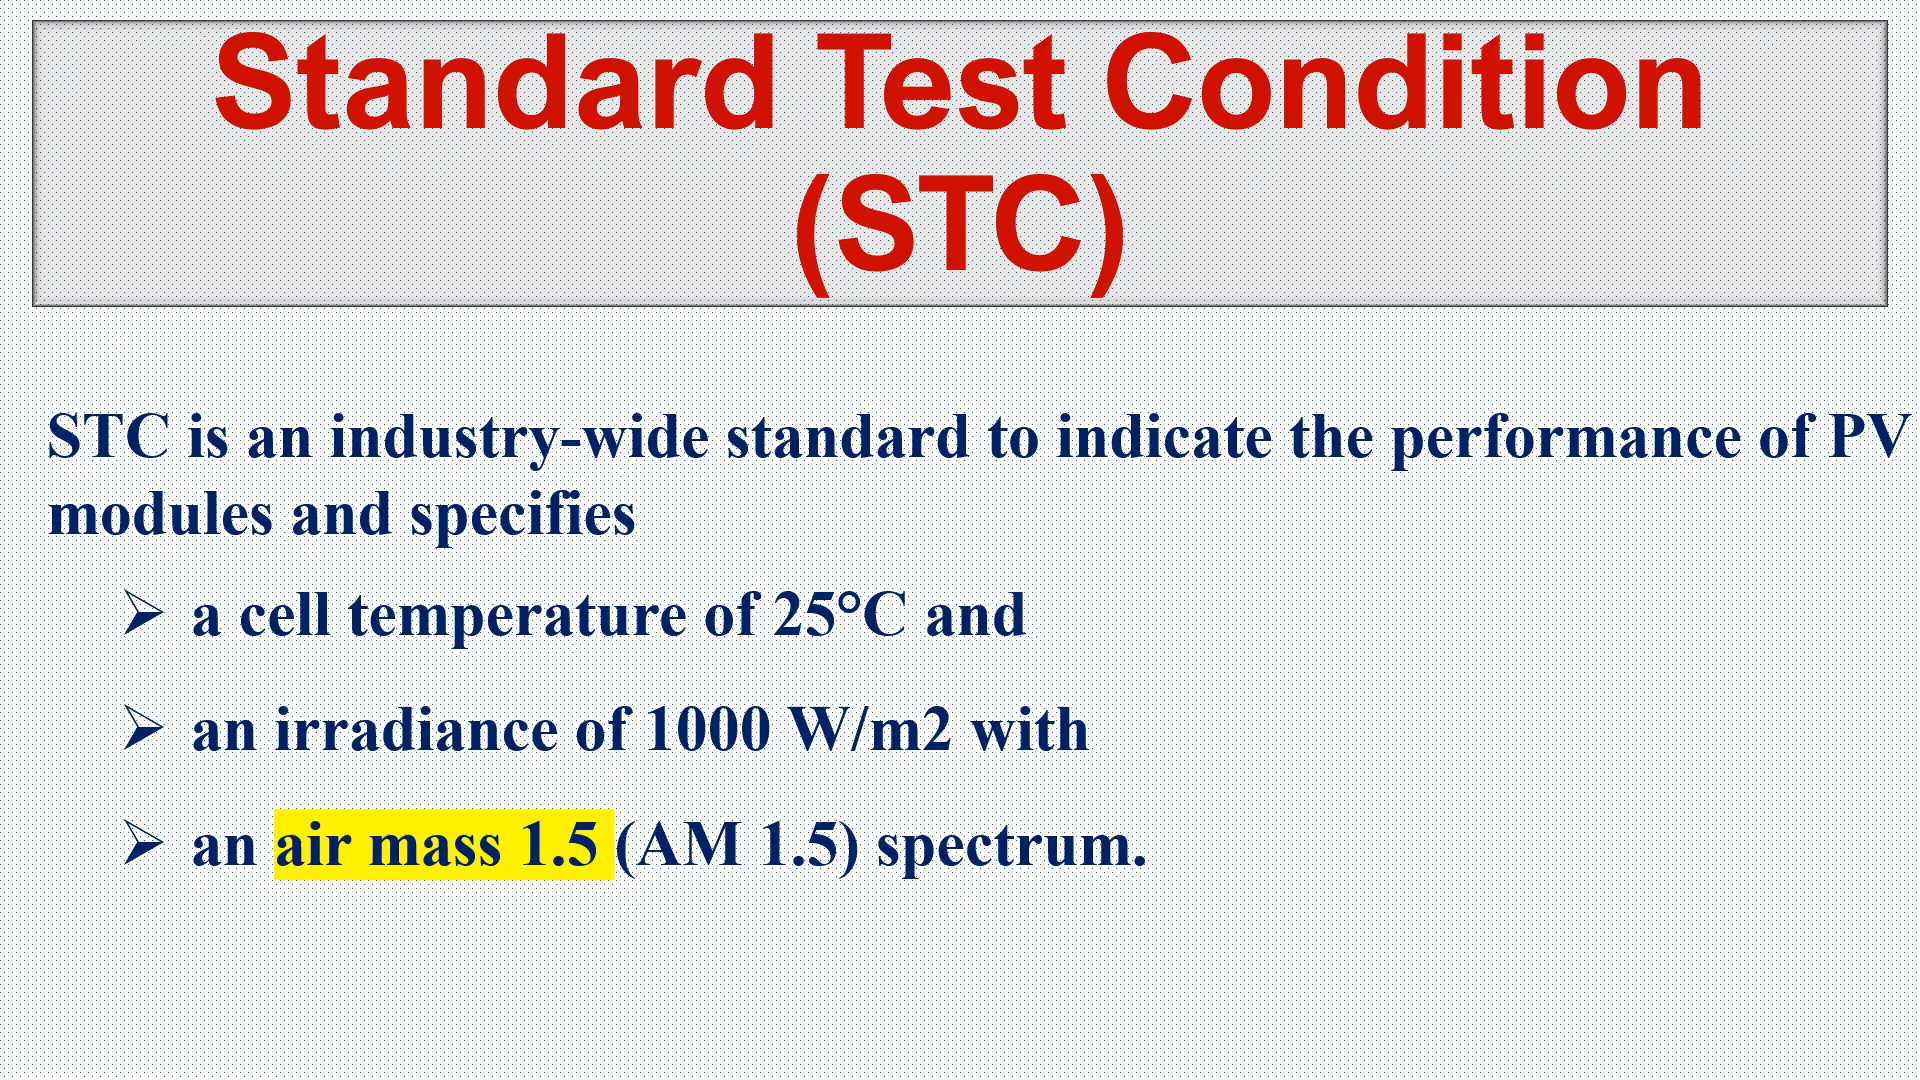 Standard Test Condition
(STC)
STC is an industry-wide standard to indicate the performance of PV
modules and specifies
➢ a cell temperature of 25°C and
➢ an irradiance of 1000 W/m2 with
➢ an air mass 1.5 (AM 1.5) spectrum.